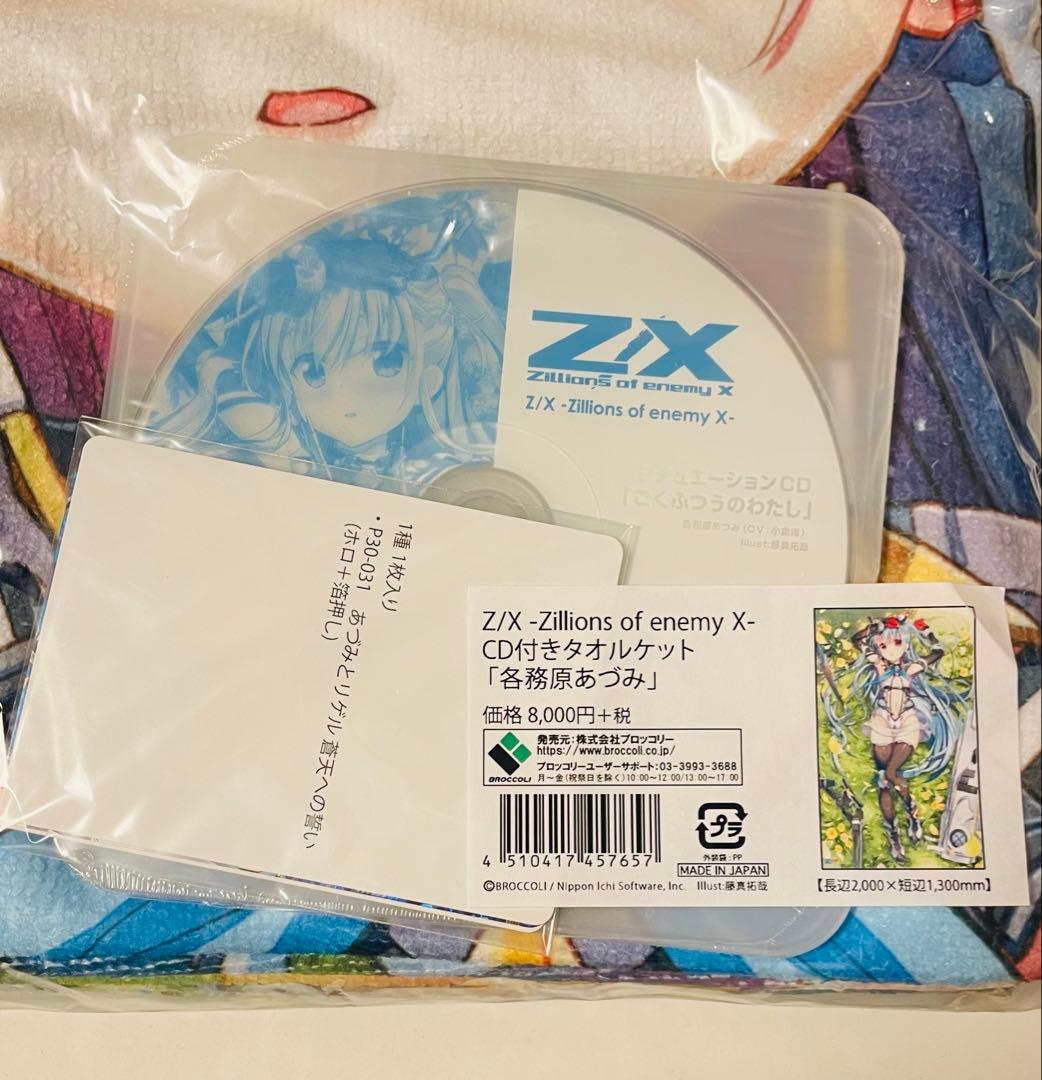 Z/X
Zillions of enemy X
Z/X -Zillions of enemy X-
シチュエーションCD
「ごくふつうのわたし」
各務原あづみ(CV:小倉唯)
Illust:藤真拓哉
1種1枚入り
・P30-031 あづみとリゲル 蒼天への誓い
(ホロ+箔押し)
Z/X -Zillions of enemy X-
CD付きタオルケット
「各務原あづみ」
価格 8,000円+税
BROCCOLI
発売元:株式会社ブロッコリー
https://www.broccoli.co.jp/
ブロッコリーユーザーサポート:03-3993-3688
月~金(祝祭日を除く)10:00~12:00/13:00~17:00
4 510417 457657
プラ
外装袋:PP
MADE IN JAPAN
©BROCCOLI / Nippon Ichi Software, Inc. Illust:藤真拓哉
【長辺2,000×短辺1,300mm】